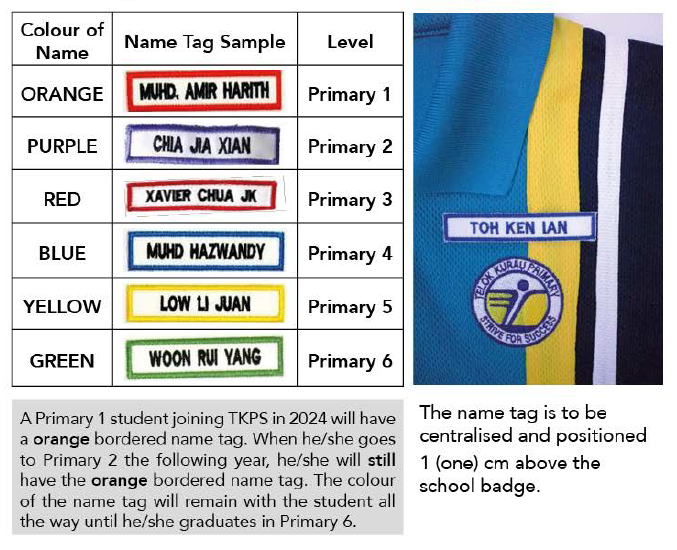 Colour of Name Name Tag Sample Level
ORANGE MUHD. AMIR HARITH Primary 1
PURPLE CHIA JIA XIAN Primary 2
RED XAVIER CHUA JK Primary 3
BLUE MUHD HAZWANDY Primary 4
YELLOW LOW LI JUAN Primary 5
GREEN WOON RUI YANG Primary 6
TOH KEN IAN
TELOK KURAU PRIMARY
STRIVE FOR SUCCESS
A Primary 1 student joining TKPS in 2024 will have
a orange bordered name tag. When he/she goes
to Primary 2 the following year, he/she will still
have the orange bordered name tag. The colour
of the name tag will remain with the student all
the way until he/she graduates in Primary 6.
The name tag is to be
centralised and positioned
1 (one) cm above the
school badge.